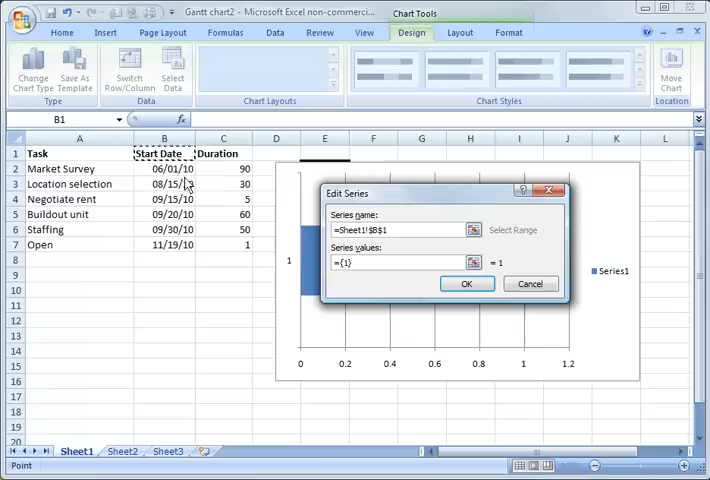 Gantt chart2 - Microsoft Excel non-commerci...
Chart Tools
Home Insert Page Layout Formulas Data Review View Design Layout Format
Change Chart Type
Save As Template
Switch Row/Column
Select Data
Move Chart
Type Data Chart Layouts Chart Styles Location
B1 fx
A B C D E F G H I J K L
1 Task Start Date Duration
2 Market Survey 06/01/10 90
3 Location selection 08/15/ 30
4 Negotiate rent 09/15/10 5
5 Buildout unit 09/20/10 60
6 Staffing 09/30/10 50
7 Open 11/19/10 1
8
9
10
11
12
13
14
15
16
17
18
19
20
Edit Series
Series name:
=Sheet1!$B$1 Select Range
Series values:
={1} = 1
OK Cancel
1
Series1
0 0.2 0.4 0.6 0.8 1 1.2
Sheet1 Sheet2 Sheet3
Point